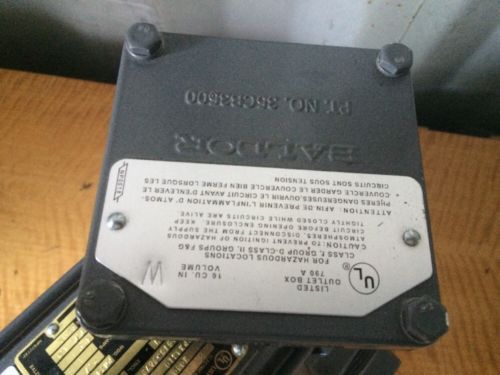 UL®
LISTED
OUTLET BOX
790 A
16 CU. IN
VOLUME
W
FOR HAZARDOUS LOCATIONS
CLASS I, GROUP D-CLASS II, GROUPS F&G
CAUTION: TO PREVENT IGNITION OF HAZARDOUS
ATMOSPHERES, DISCONNECT FROM THE SUPPLY
CIRCUIT BEFORE OPENING ENCLOSURE. KEEP
TIGHTLY CLOSED WHILE CIRCUITS ARE ALIVE.
ATTENTION: AFIN DE PREVENIR L'INFLAMMATION D'ATMOS-
PHERES DANGEREUSES, OUVRIR LE CIRCUIT AVANT D'ENLEVER LE
COUVERCLE GARDER LE COUVERCLE BIEN FERME LORSQUE LES
CIRCUITS SONT SOUS TENSION
BALDOR
PT. NO. 35CB3500